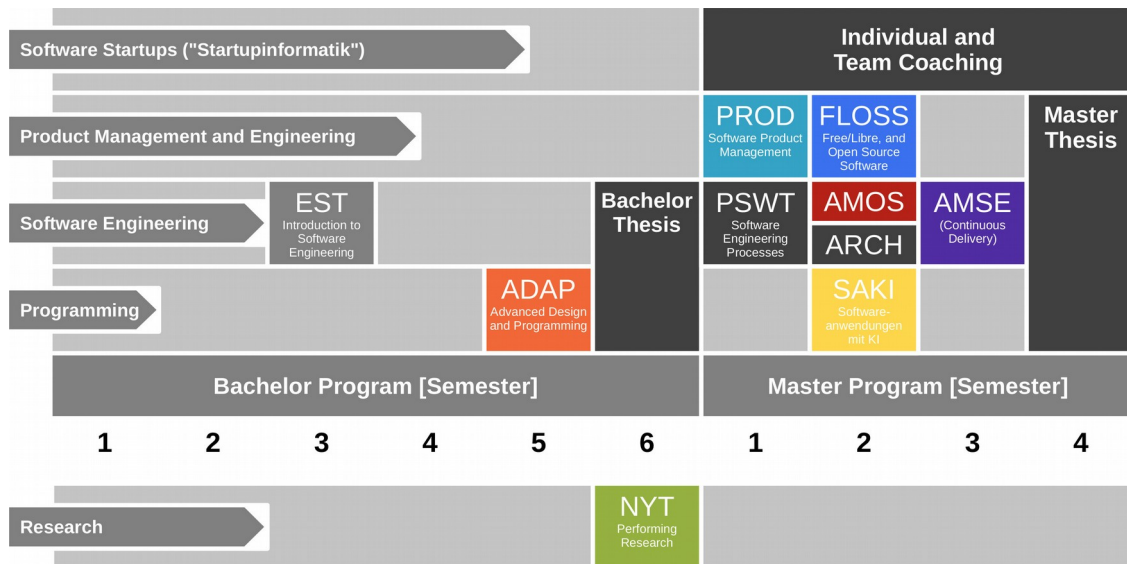 Software Startups ("Startupinformatik")
Individual and
Team Coaching
Product Management and Engineering
PROD
Software Product
Management
FLOSS
Free/Libre, and
Open Source
Software
Master
Thesis
Software Engineering
EST
Introduction to
Software
Engineering
Bachelor
Thesis
PSWT
Software
Engineering
Processes
AMOS
ARCH
AMSE
(Continuous
Delivery)
Programming
ADAP
Advanced Design
and Programming
SAKI
Software-
anwendungen
mit KI
Bachelor Program [Semester]
Master Program [Semester]
1 2 3 4 5 6 1 2 3 4
Research
NYT
Performing
Research